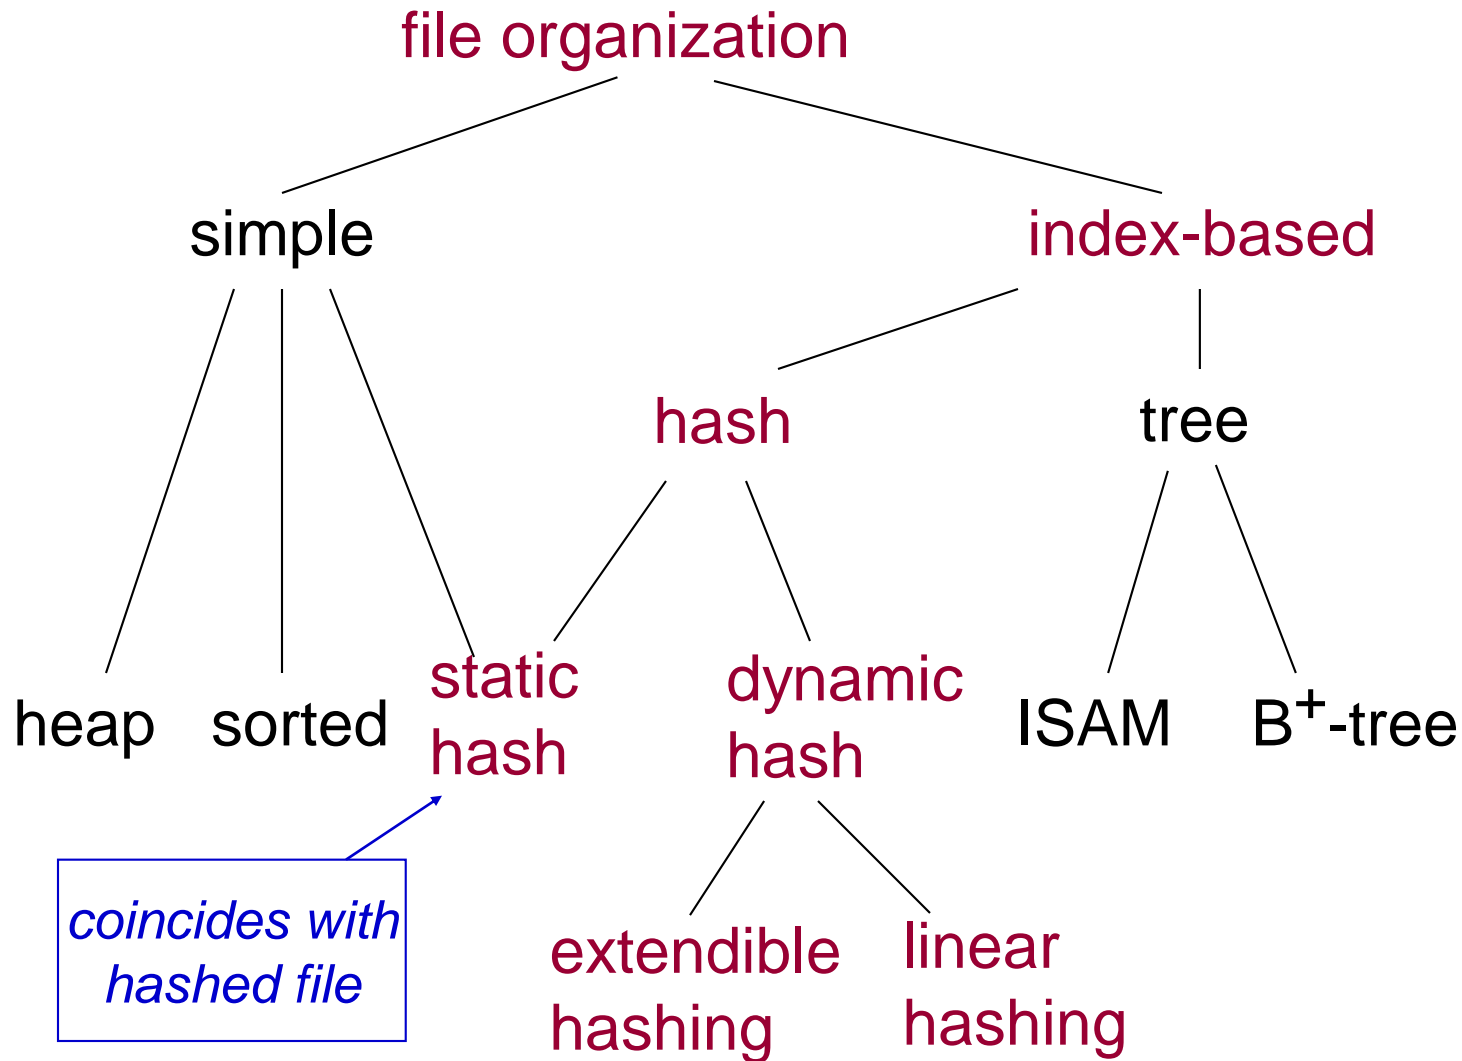 file organization
simple
index-based
hash
tree
heap
sorted
static
hash
dynamic
hash
ISAM
B⁺-tree
coincides with
hashed file
extendible
hashing
linear
hashing